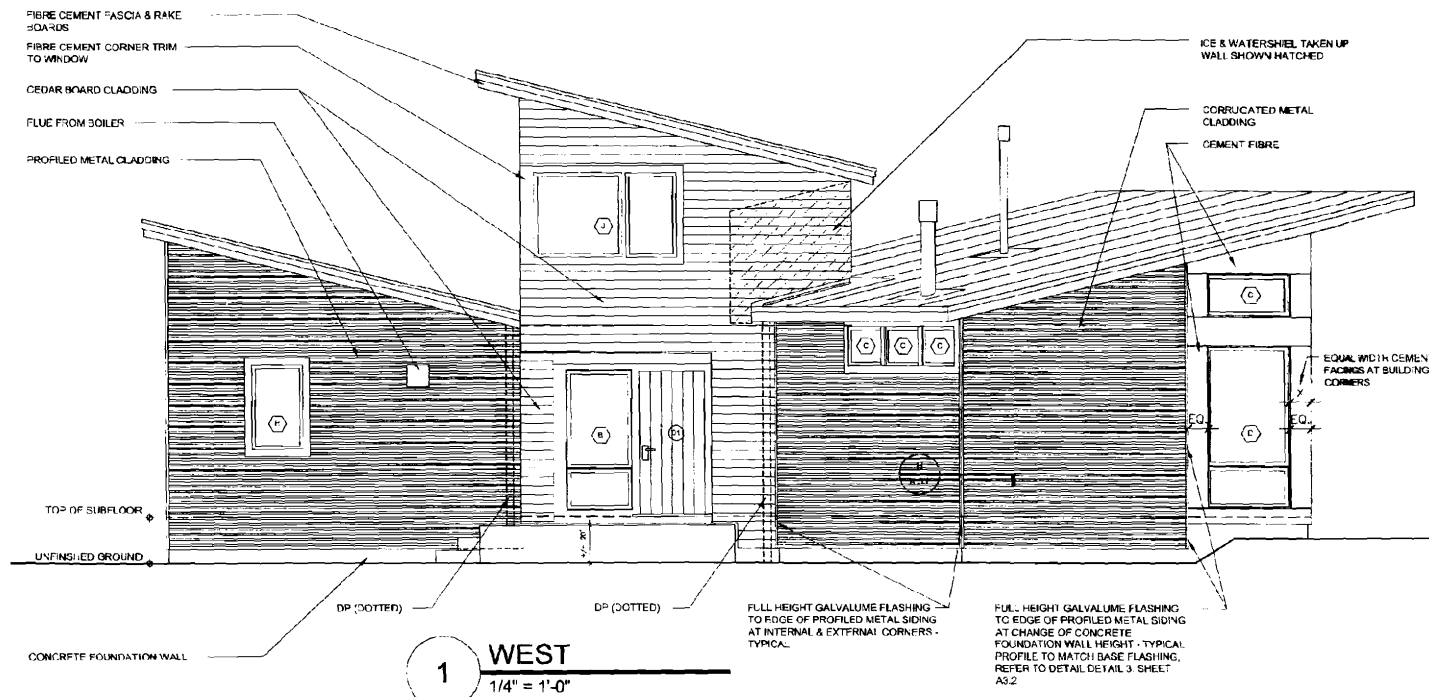 FIBRE CEMENT FASCIA & RAKE
BOARDS
FIBRE CEMENT CORNER TRIM
TO WINDOW
CEDAR BOARD CLADDING
FLUE FROM BOILER
PROFILED METAL CLADDING
ICE & WATERSHIEL TAKEN UP
WALL SHOWN HATCHED
CORRUGATED METAL
CLADDING
CEMENT FIBRE
J
C
C
C
C
EQUAL WIDTH CEMENT
FACINGS AT BUILDING
CORNERS
EQ.
EQ.
H
B
D1
D
TOP OF SUBFLOOR
UNFINSHED GROUND
+/- 20"
DP (DOTTED)
DP (DOTTED)
FULL HEIGHT GALVALUME FLASHING
TO EDGE OF PROFILED METAL SIDING
AT INTERNAL & EXTERNAL CORNERS -
TYPICAL
FULL HEIGHT GALVALUME FLASHING
TO EDGE OF PROFILED METAL SIDING
AT CHANGE OF CONCRETE
FOUNDATION WALL HEIGHT - TYPICAL
PROFILE TO MATCH BASE FLASHING,
REFER TO DETAIL DETAIL 3. SHEET
A3.2
CONCRETE FOUNDATION WALL
1
WEST
1/4" = 1'-0"